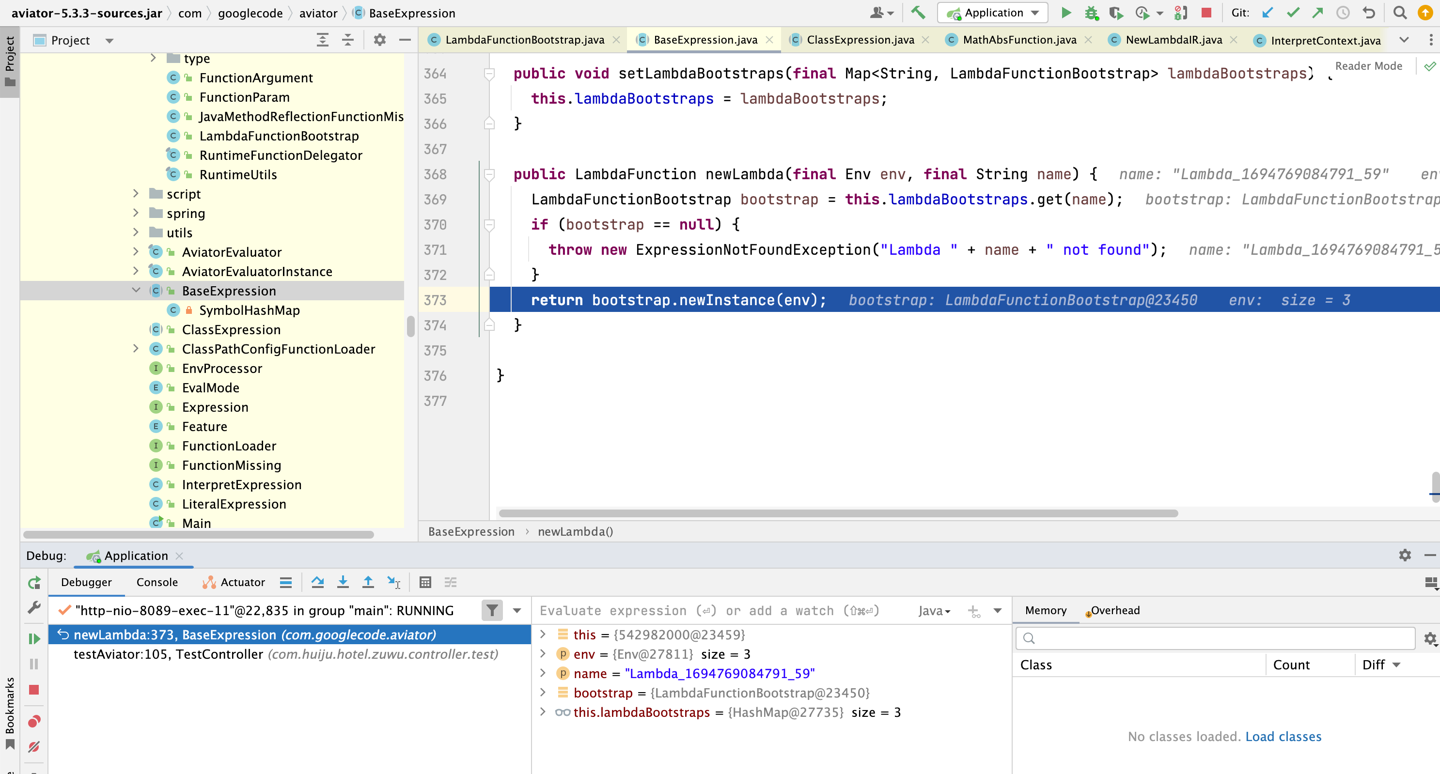 aviator-5.3.3-sources.jar › com › googlecode › aviator › BaseExpression
Application
Git:
Project
Project
LambdaFunctionBootstrap.java
BaseExpression.java
ClassExpression.java
MathAbsFunction.java
NewLambdaIR.java
InterpretContext.java
type
FunctionArgument
FunctionParam
JavaMethodReflectionFunctionMis
LambdaFunctionBootstrap
RuntimeFunctionDelegator
RuntimeUtils
script
spring
utils
AviatorEvaluator
AviatorEvaluatorInstance
BaseExpression
SymbolHashMap
ClassExpression
ClassPathConfigFunctionLoader
EnvProcessor
EvalMode
Expression
Feature
FunctionLoader
FunctionMissing
InterpretExpression
LiteralExpression
Main
Reader Mode
364 public void setLambdaBootstraps(final Map<String, LambdaFunctionBootstrap> lambdaBootstraps) {
365 this.lambdaBootstraps = lambdaBootstraps;
366 }
367
368 public LambdaFunction newLambda(final Env env, final String name) { name: "Lambda_1694769084791_59" en
369 LambdaFunctionBootstrap bootstrap = this.lambdaBootstraps.get(name); bootstrap: LambdaFunctionBootstrap
370 if (bootstrap == null) {
371 throw new ExpressionNotFoundException("Lambda " + name + " not found"); name: "Lambda_1694769084791_5
372 }
373 return bootstrap.newInstance(env); bootstrap: LambdaFunctionBootstrap@23450 env: size = 3
374 }
375
376 }
377
BaseExpression › newLambda()
Debug:
Application
Debugger
Console
Actuator
"http-nio-8089-exec-11"@22,835 in group "main": RUNNING
newLambda:373, BaseExpression (com.googlecode.aviator)
testAviator:105, TestController (com.huiju.hotel.zuwu.controller.test)
Evaluate expression (⏎) or add a watch (⇧⌘⏎)
Java
this = {542982000@23459}
env = {Env@27811} size = 3
name = "Lambda_1694769084791_59"
bootstrap = {LambdaFunctionBootstrap@23450}
this.lambdaBootstraps = {HashMap@27735} size = 3
Memory
Overhead
Class
Count
Diff
No classes loaded. Load classes
Bookmarks